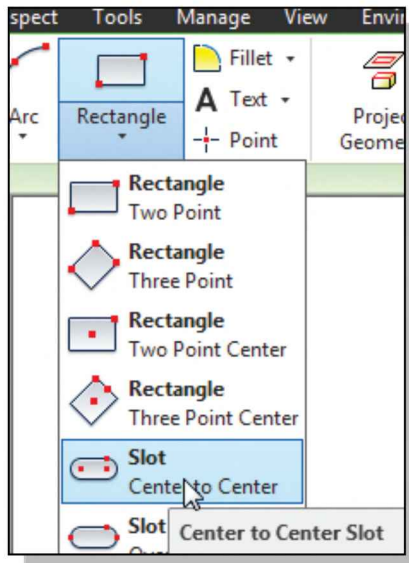 spect Tools Manage View Envir
Arc
Rectangle
Fillet
A Text
Point
Projec
Geome
Rectangle
Two Point
Rectangle
Three Point
Rectangle
Two Point Center
Rectangle
Three Point Center
Slot
Center to Center
Slot
Center to Center Slot